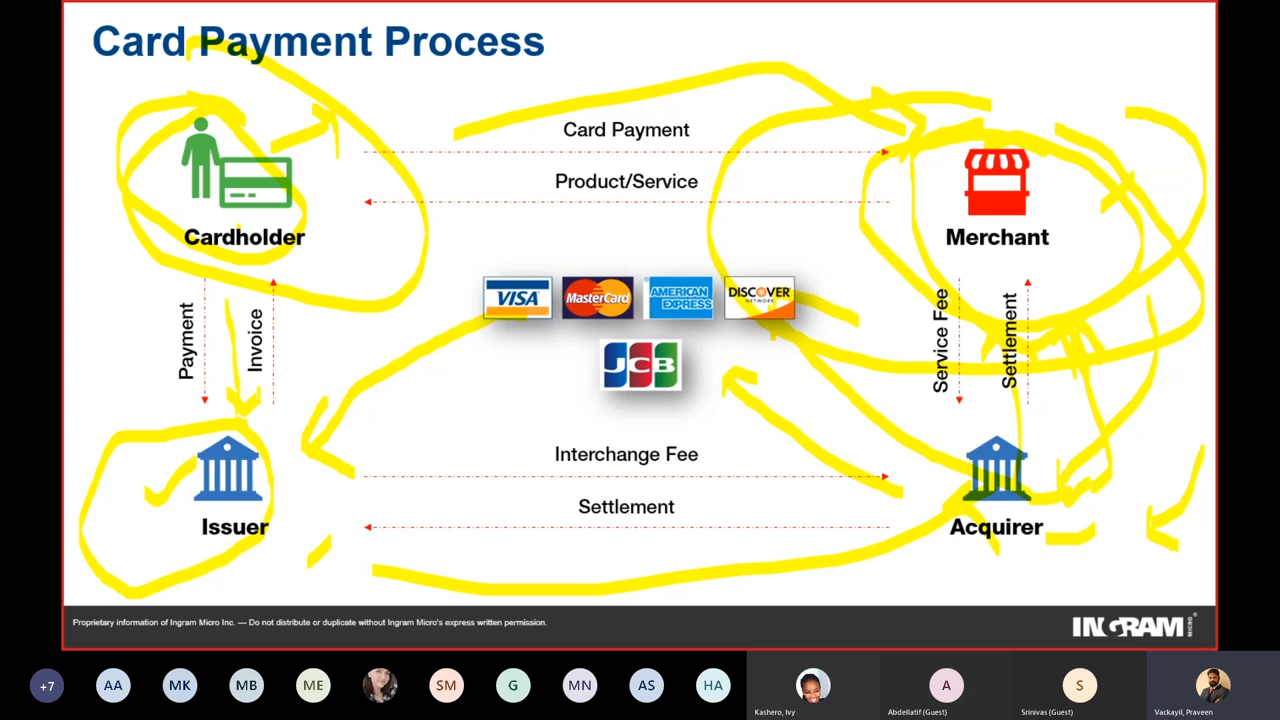 Card Payment Process
Card Payment
Product/Service
Cardholder
Merchant
VISA
MasterCard
AMERICAN
EXPRESS
DISCOVER
NETWORK
Payment
Invoice
Service Fee
Settlement
JCB
Interchange Fee
Settlement
Issuer
Acquirer
Proprietary information of Ingram Micro Inc. — Do not distribute or duplicate without Ingram Micro's express written permission.
INGRAM
MICRO
+7
AA
MK
MB
ME
SM
G
MN
AS
HA
A
S
Kashero, Ivy
Abdellatif (Guest)
Srinivas (Guest)
Vackayil, Praveen